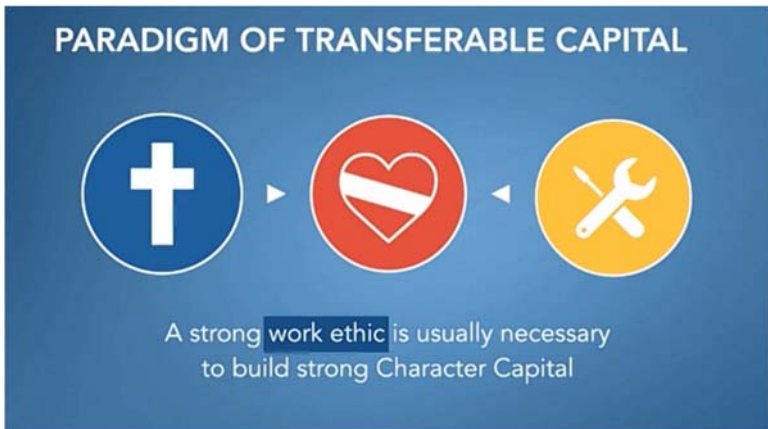 PARADIGM OF TRANSFERABLE CAPITAL
A strong work ethic is usually necessary
to build strong Character Capital